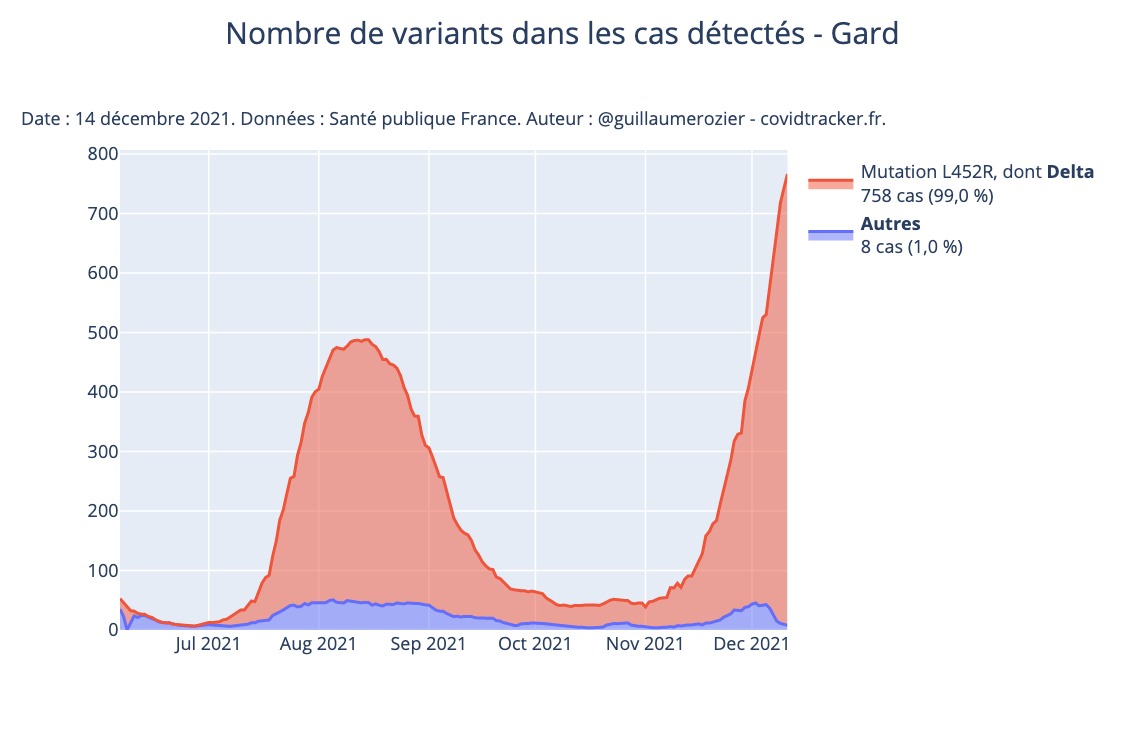 Nombre de variants dans les cas détectés - Gard
Date : 14 décembre 2021. Données : Santé publique France. Auteur : @guillaumerozier - covidtracker.fr.
800
700
600
500
400
300
200
100
0
Jul 2021 Aug 2021 Sep 2021 Oct 2021 Nov 2021 Dec 2021
Mutation L452R, dont Delta
758 cas (99,0 %)
Autres
8 cas (1,0 %)